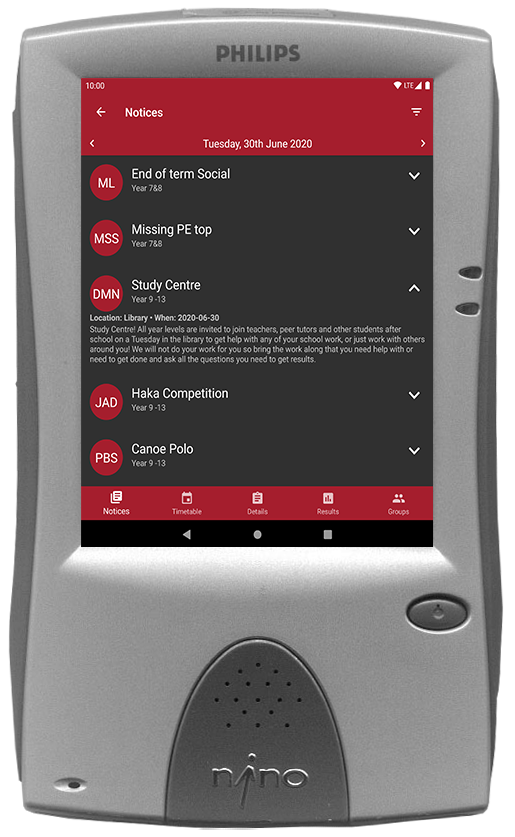 PHILIPS
10:00 LTE
Notices
Tuesday, 30th June 2020
ML End of term Social
Year 7&8
MSS Missing PE top
Year 7&8
DMN Study Centre
Year 9 -13
Location: Library • When: 2020-06-30
Study Centre! All year levels are invited to join teachers, peer tutors and other students after
school on a Tuesday in the library to get help with any of your school work, or just work with others
around you! We will not do your work for you so bring the work along that you need help with or
need to get done and ask all the questions you need to get results.
JAD Haka Competition
Year 9 -13
PBS Canoe Polo
Year 9 -13
Notices Timetable Details Results Groups
nino